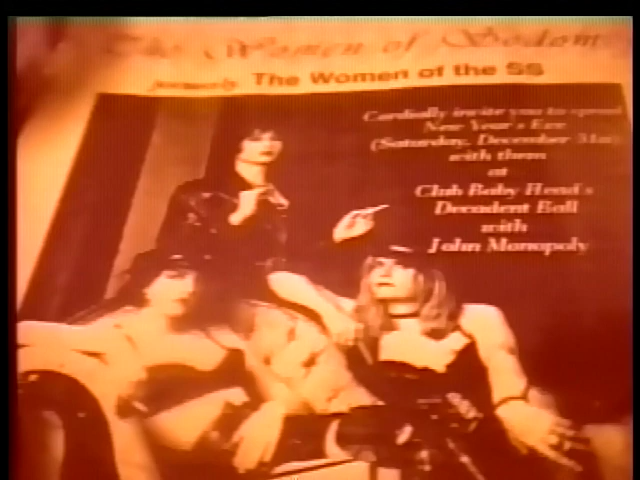 The Women of Sodom
formerly The Women of the SS
Cordially invite you to spend
New Year's Eve
(Saturday, December 31st)
with them
at
Club Baby Head's
Decadent Ball
with
John Monopoly